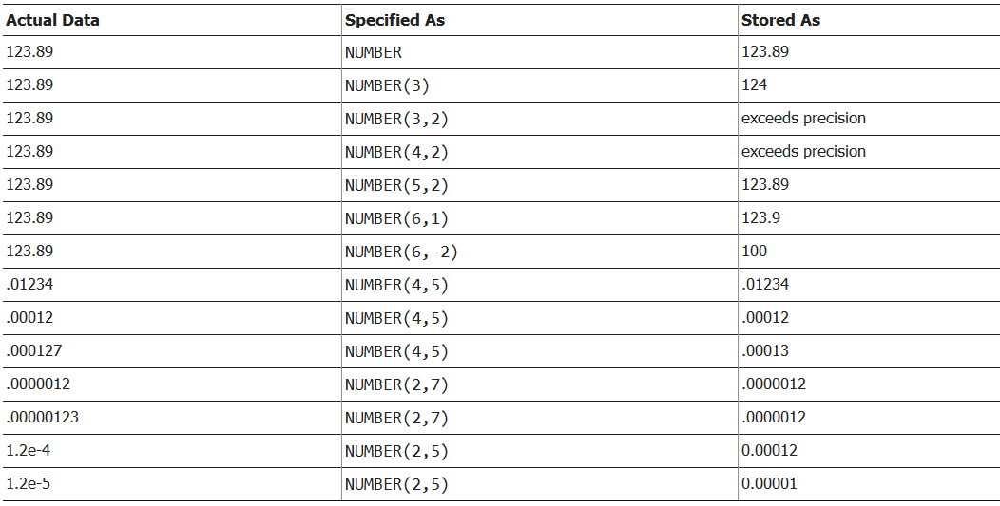 Actual Data Specified As Stored As
123.89 NUMBER 123.89
123.89 NUMBER(3) 124
123.89 NUMBER(3,2) exceeds precision
123.89 NUMBER(4,2) exceeds precision
123.89 NUMBER(5,2) 123.89
123.89 NUMBER(6,1) 123.9
123.89 NUMBER(6,-2) 100
.01234 NUMBER(4,5) .01234
.00012 NUMBER(4,5) .00012
.000127 NUMBER(4,5) .00013
.0000012 NUMBER(2,7) .0000012
.00000123 NUMBER(2,7) .0000012
1.2e-4 NUMBER(2,5) 0.00012
1.2e-5 NUMBER(2,5) 0.00001